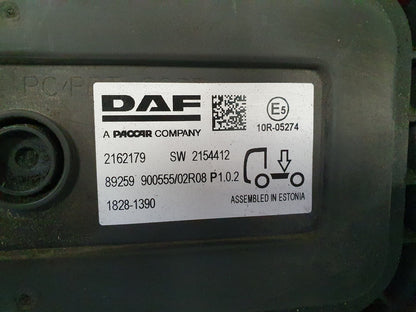 DAF
A PACCAR COMPANY
E5
10R-05274
2162179 SW 2154412
89259 900555/02R08 P1.0.2
1828-1390
ASSEMBLED IN ESTONIA